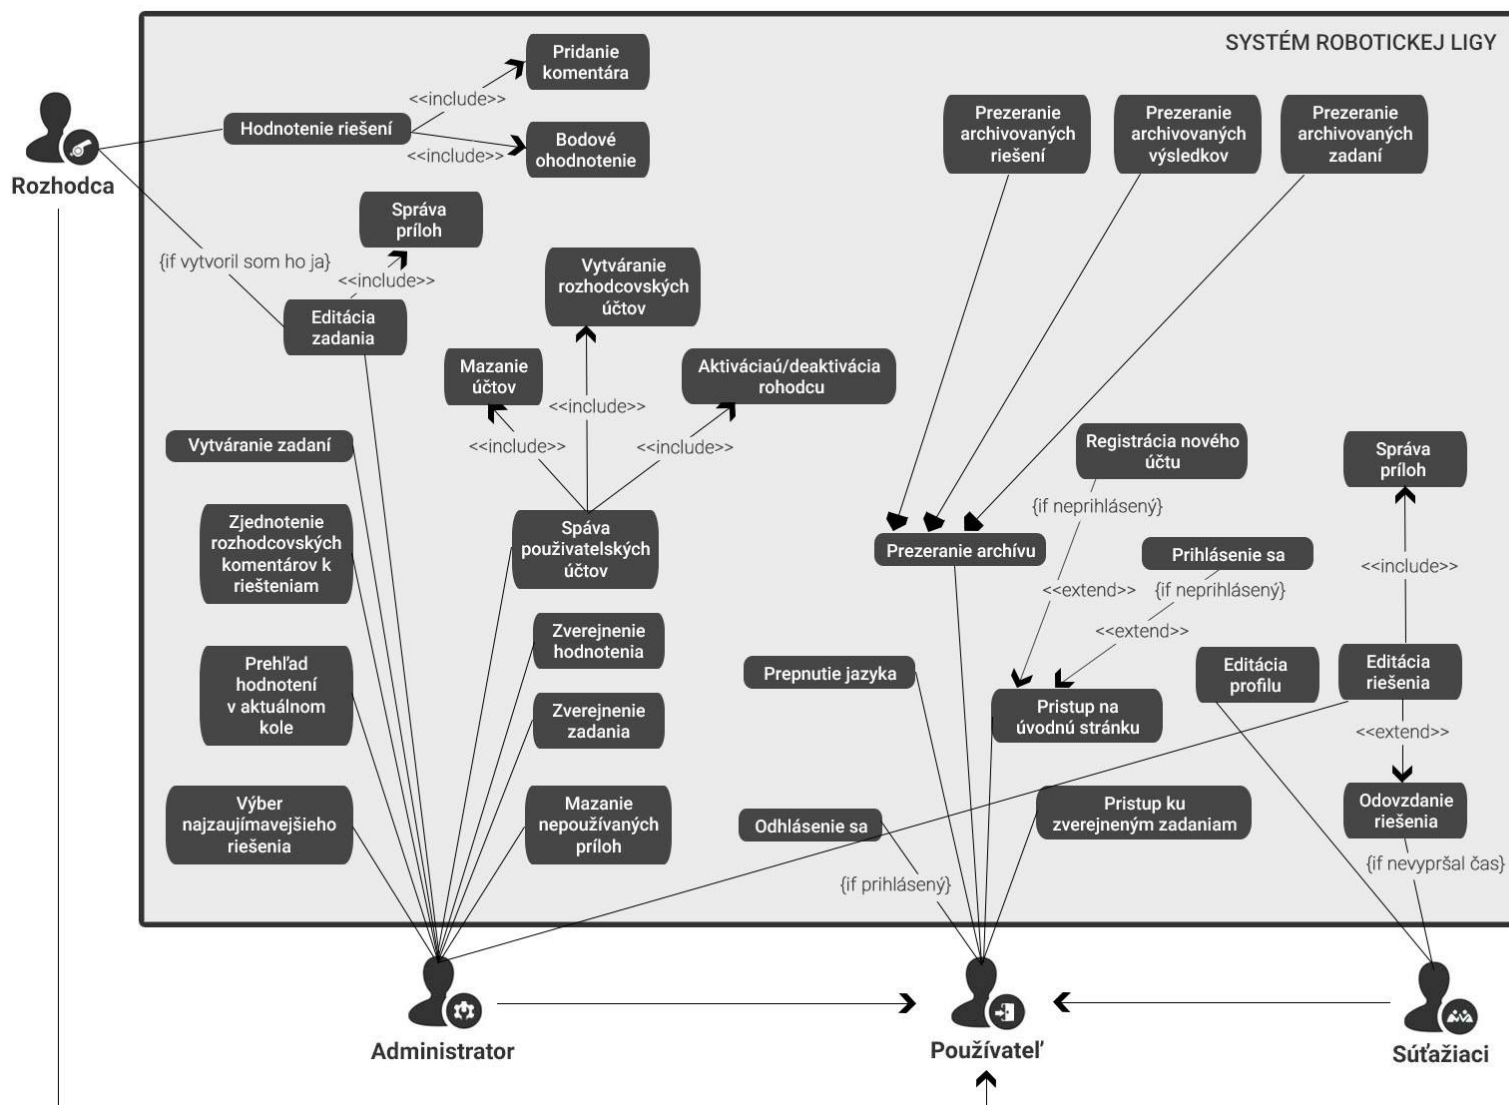 SYSTÉM ROBOTICKEJ LIGY
Pridanie
komentára
<<include>>
Hodnotenie riešení
<<include>>
Bodové
ohodnotenie
Prezeranie
archivovaných
riešení
Prezeranie
archivovaných
výsledkov
Prezeranie
archivovaných
zadaní
Rozhodca
Správa
príloh
{if vytvoril som ho ja}
<<include>>
Editácia
zadania
Vytváranie
rozhodcovských
účtov
Mazanie
účtov
Aktiváciaú/deaktivácia
rohodcu
<<include>>
<<include>>
<<include>>
Vytváranie zadaní
Registrácia nového
účtu
Správa
príloh
{if neprihlásený}
Zjednotenie
rozhodcovských
komentárov k
riešteniam
Spáva
použivatelských
účtov
Prezeranie archívu
Prihlásenie sa
<<include>>
<<extend>>
{if neprihlásený}
<<extend>>
Zverejnenie
hodnotenia
Prehľad
hodnotení
v aktuálnom
kole
Prepnutie jazyka
Editácia
profilu
Editácia
riešenia
Zverejnenie
zadania
Pristup na
úvodnú stránku
<<extend>>
Výber
najzaujímavejšieho
riešenia
Mazanie
nepoužívaných
príloh
Odhlásenie sa
Pristup ku
zverejneným zadaniam
Odovzdanie
riešenia
{if prihlásený}
{if nevypršal čas}
Administrator
Používateľ
Súťažiaci